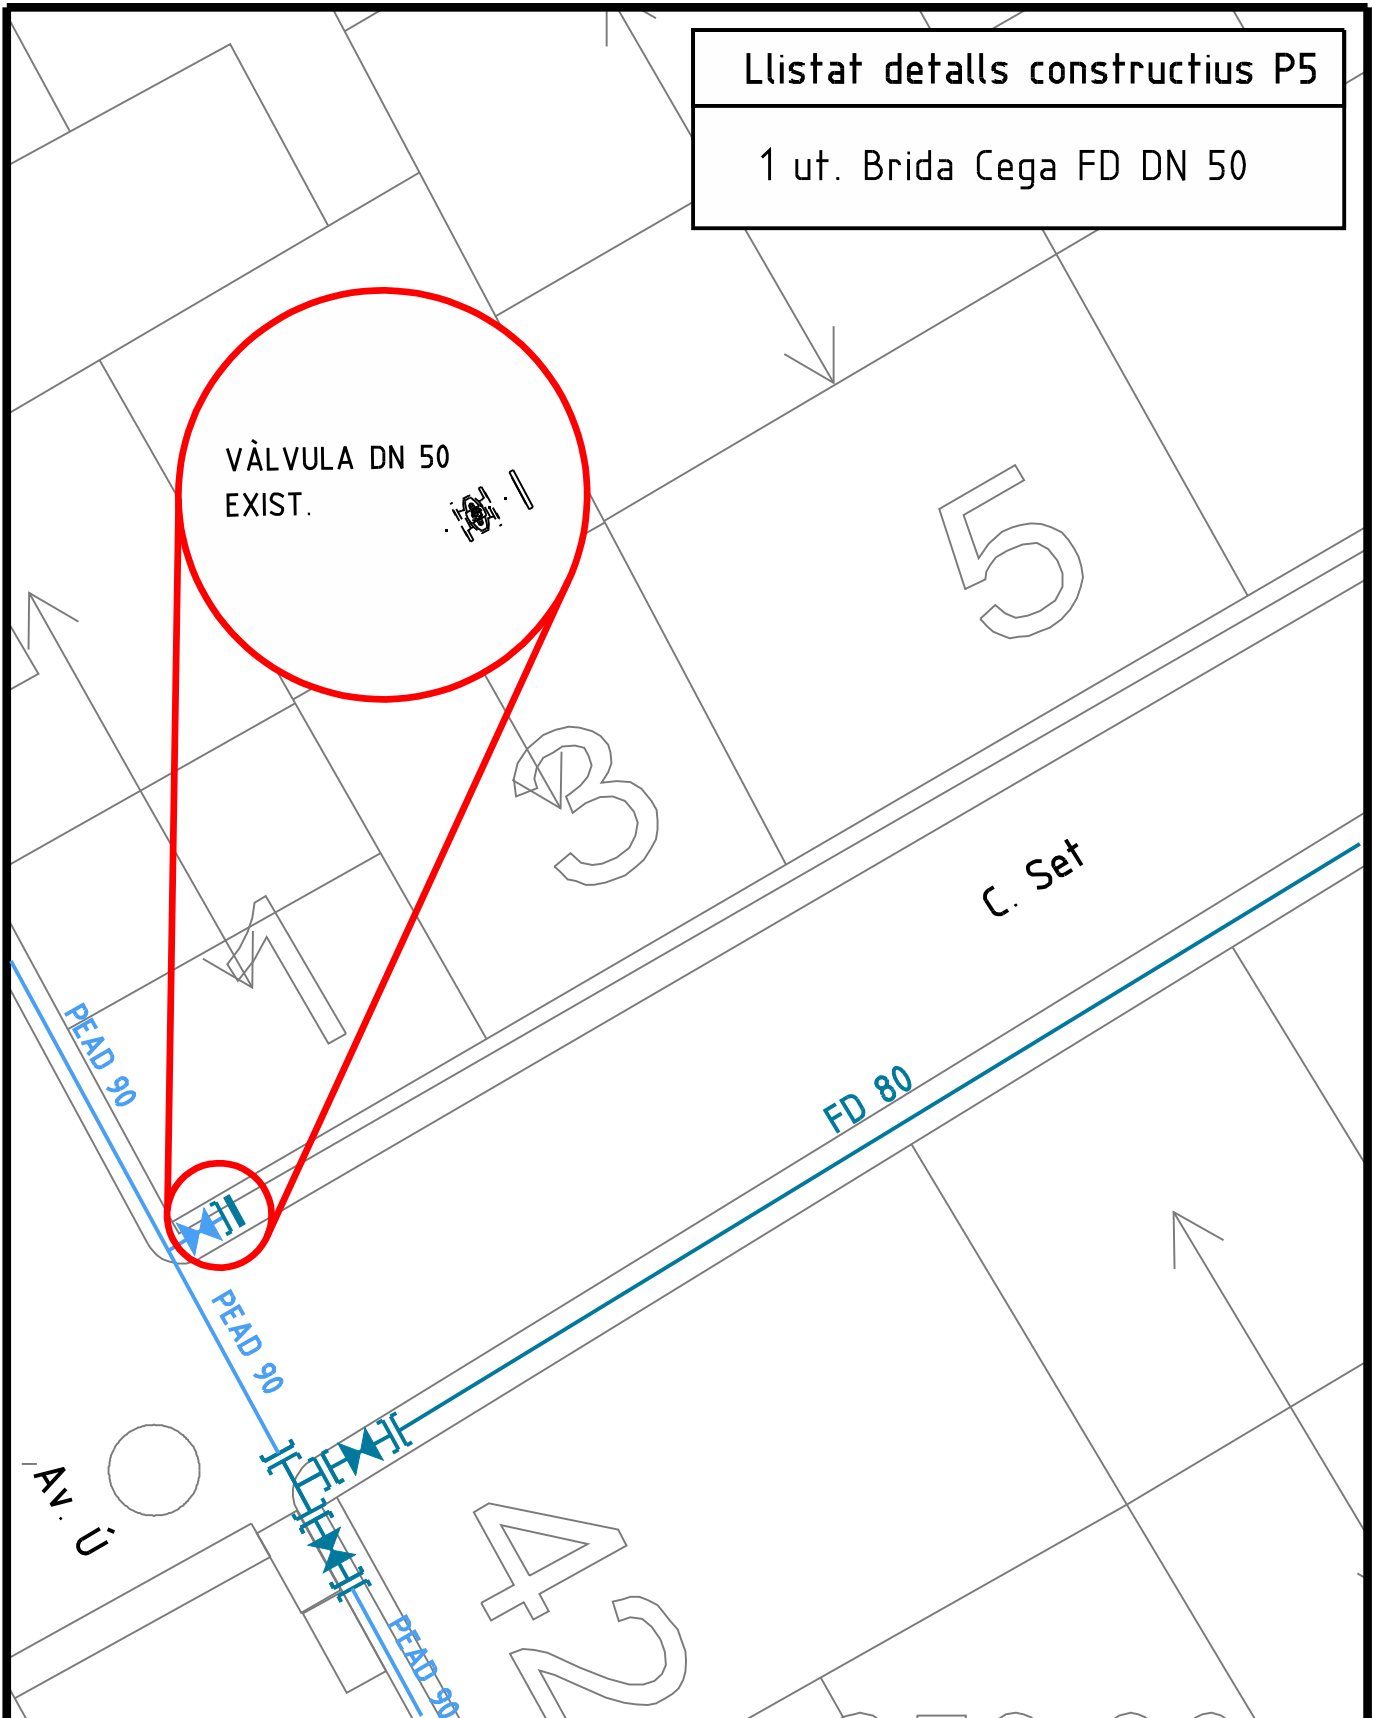 Llistat detalls constructius P5
1 ut. Brida Cega FD DN 50
VÀLVULA DN 50
EXIST.
5
3
1
C. Set
PEAD 90
FD 80
PEAD 90
Av. Ú
42
PEAD 90